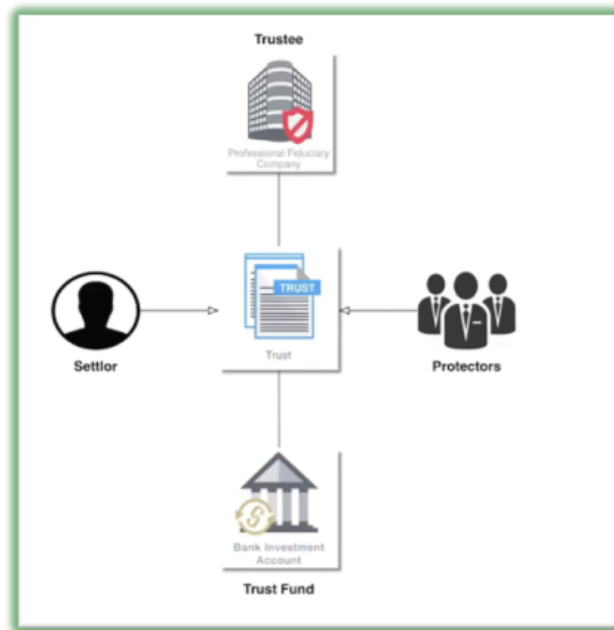 Trustee
Professional Fiduciary
Company
TRUST
Trust
Settlor
Protectors
Bank Investment
Account
Trust Fund